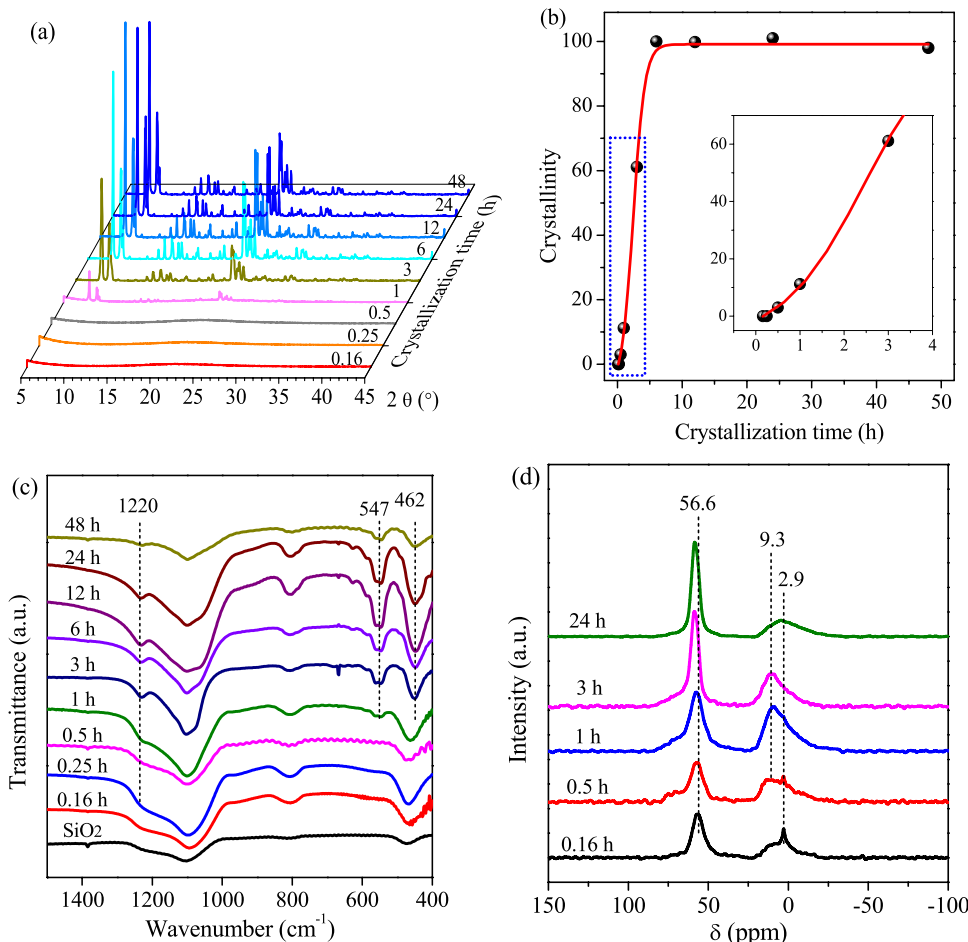 (a)
48
24
12
6
3
1
0.5
0.25
0.16
Crystallization time (h)
5 10 15 20 25 30 35 40 45
2 θ (°)
(b)
100
80
60
40
20
0
Crystallinity
60
40
20
0
0 1 2 3 4
0 10 20 30 40 50
Crystallization time (h)
(c)
1220
547
462
48 h
24 h
12 h
6 h
3 h
1 h
0.5 h
0.25 h
0.16 h
SiO2
Transmittance (a.u.)
1400 1200 1000 800 600 400
Wavenumber (cm-1)
(d)
56.6
9.3
2.9
24 h
3 h
1 h
0.5 h
0.16 h
Intensity (a.u.)
150 100 50 0 -50 -100
δ (ppm)